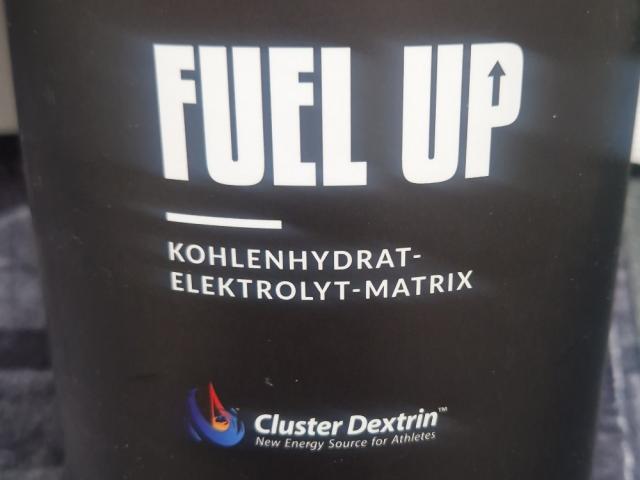 FUEL UP
KOHLENHYDRAT-
ELEKTROLYT-MATRIX
Cluster Dextrin™
New Energy Source for Athletes